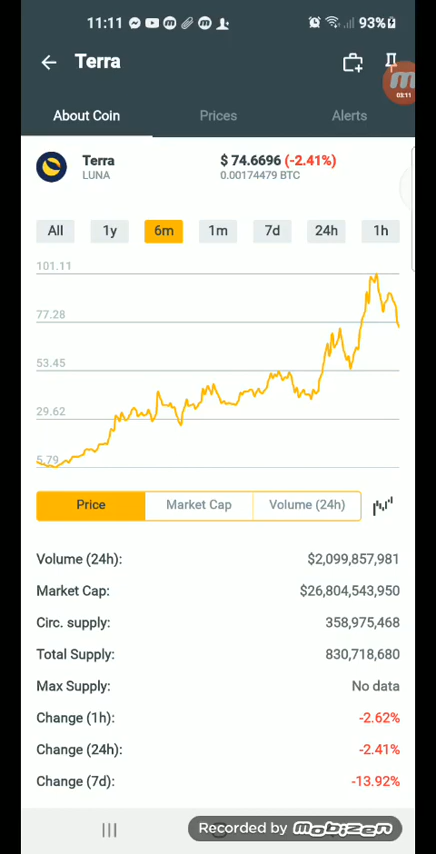 11:11 93%
Terra
03:11
About Coin Prices Alerts
Terra $ 74.6696 (-2.41%)
LUNA 0.00174479 BTC
All 1y 6m 1m 7d 24h 1h
101.11
77.28
53.45
29.62
5.79
Price Market Cap Volume (24h)
Volume (24h): $2,099,857,981
Market Cap: $26,804,543,950
Circ. supply: 358,975,468
Total Supply: 830,718,680
Max Supply: No data
Change (1h): -2.62%
Change (24h): -2.41%
Change (7d): -13.92%
Recorded by mobizen